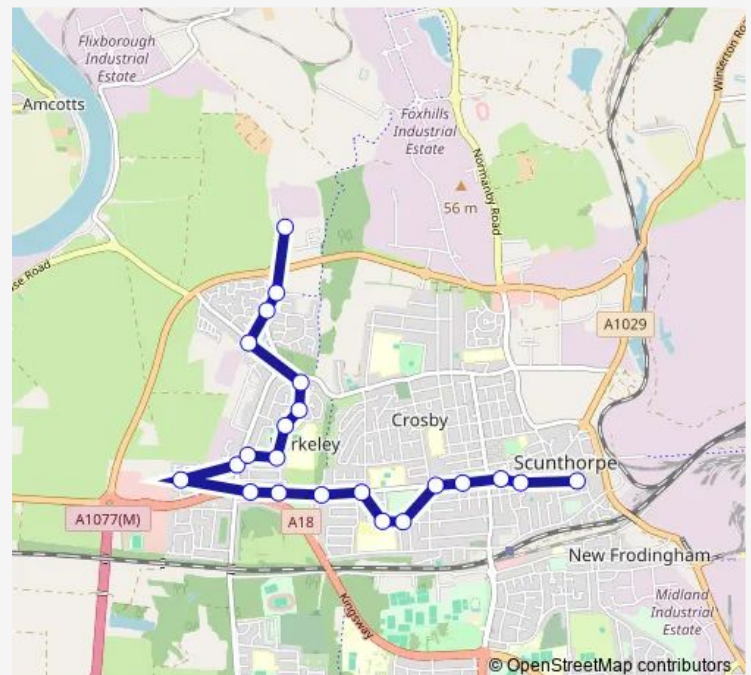 Flixborough
Industrial
Estate
Amcotts
Foxhills
Industrial
Estate
56 m
Normanby Road
Winterton Ro
se Road
A1029
Crosby
rkeley
Scunthorpe
A1077(M)
A18
New Frodingham
Kingsway
Midland
Industrial
Estate
© OpenStreetMap contributors